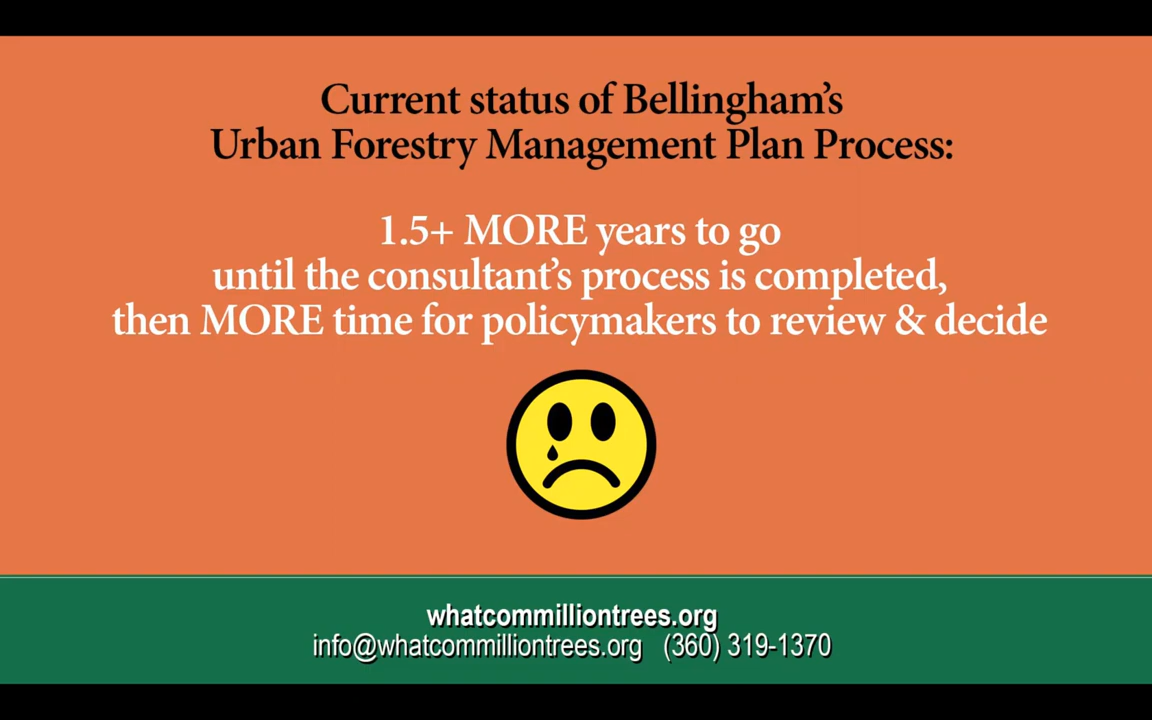 Current status of Bellingham's
Urban Forestry Management Plan Process:
1.5+ MORE years to go
until the consultant's process is completed,
then MORE time for policymakers to review & decide
whatcommilliontrees.org
info@whatcommilliontrees.org (360) 319-1370